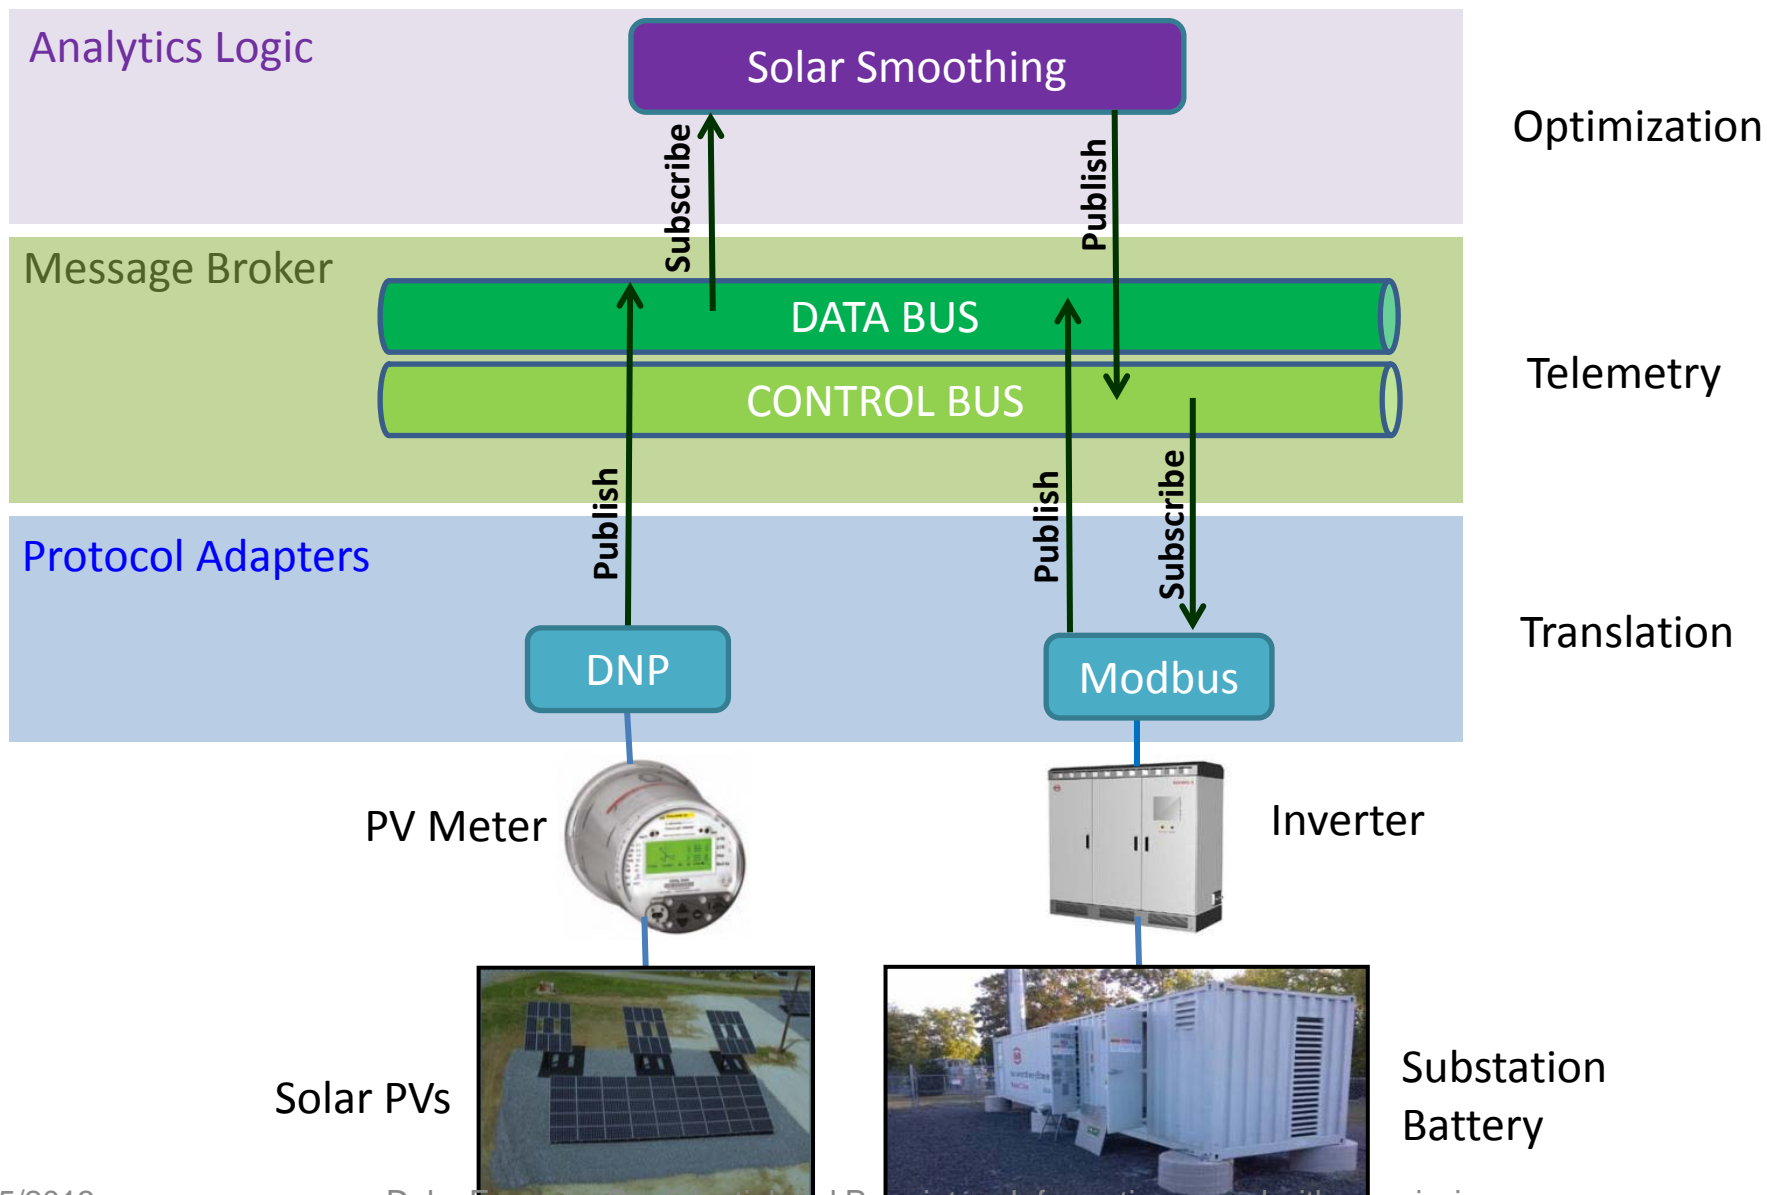 Analytics Logic
Solar Smoothing
Optimization
Subscribe
Publish
Message Broker
DATA BUS
Telemetry
CONTROL BUS
Publish
Publish
Subscribe
Protocol Adapters
Translation
DNP
Modbus
PV Meter
Inverter
Solar PVs
Substation
Battery